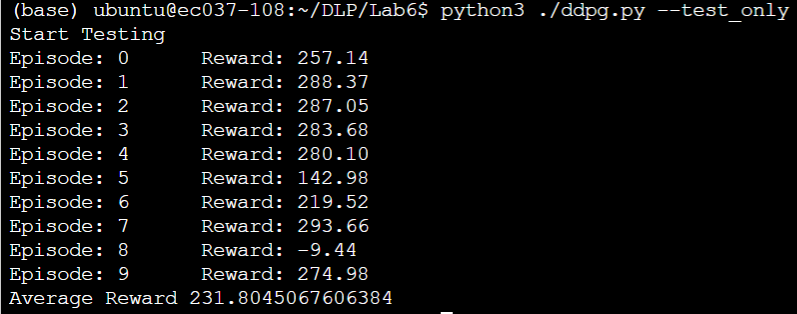 (base) ubuntu@ec037-108:~/DLP/Lab6$ python3 ./ddpg.py --test_only
Start Testing
Episode: 0 Reward: 257.14
Episode: 1 Reward: 288.37
Episode: 2 Reward: 287.05
Episode: 3 Reward: 283.68
Episode: 4 Reward: 280.10
Episode: 5 Reward: 142.98
Episode: 6 Reward: 219.52
Episode: 7 Reward: 293.66
Episode: 8 Reward: -9.44
Episode: 9 Reward: 274.98
Average Reward 231.8045067606384